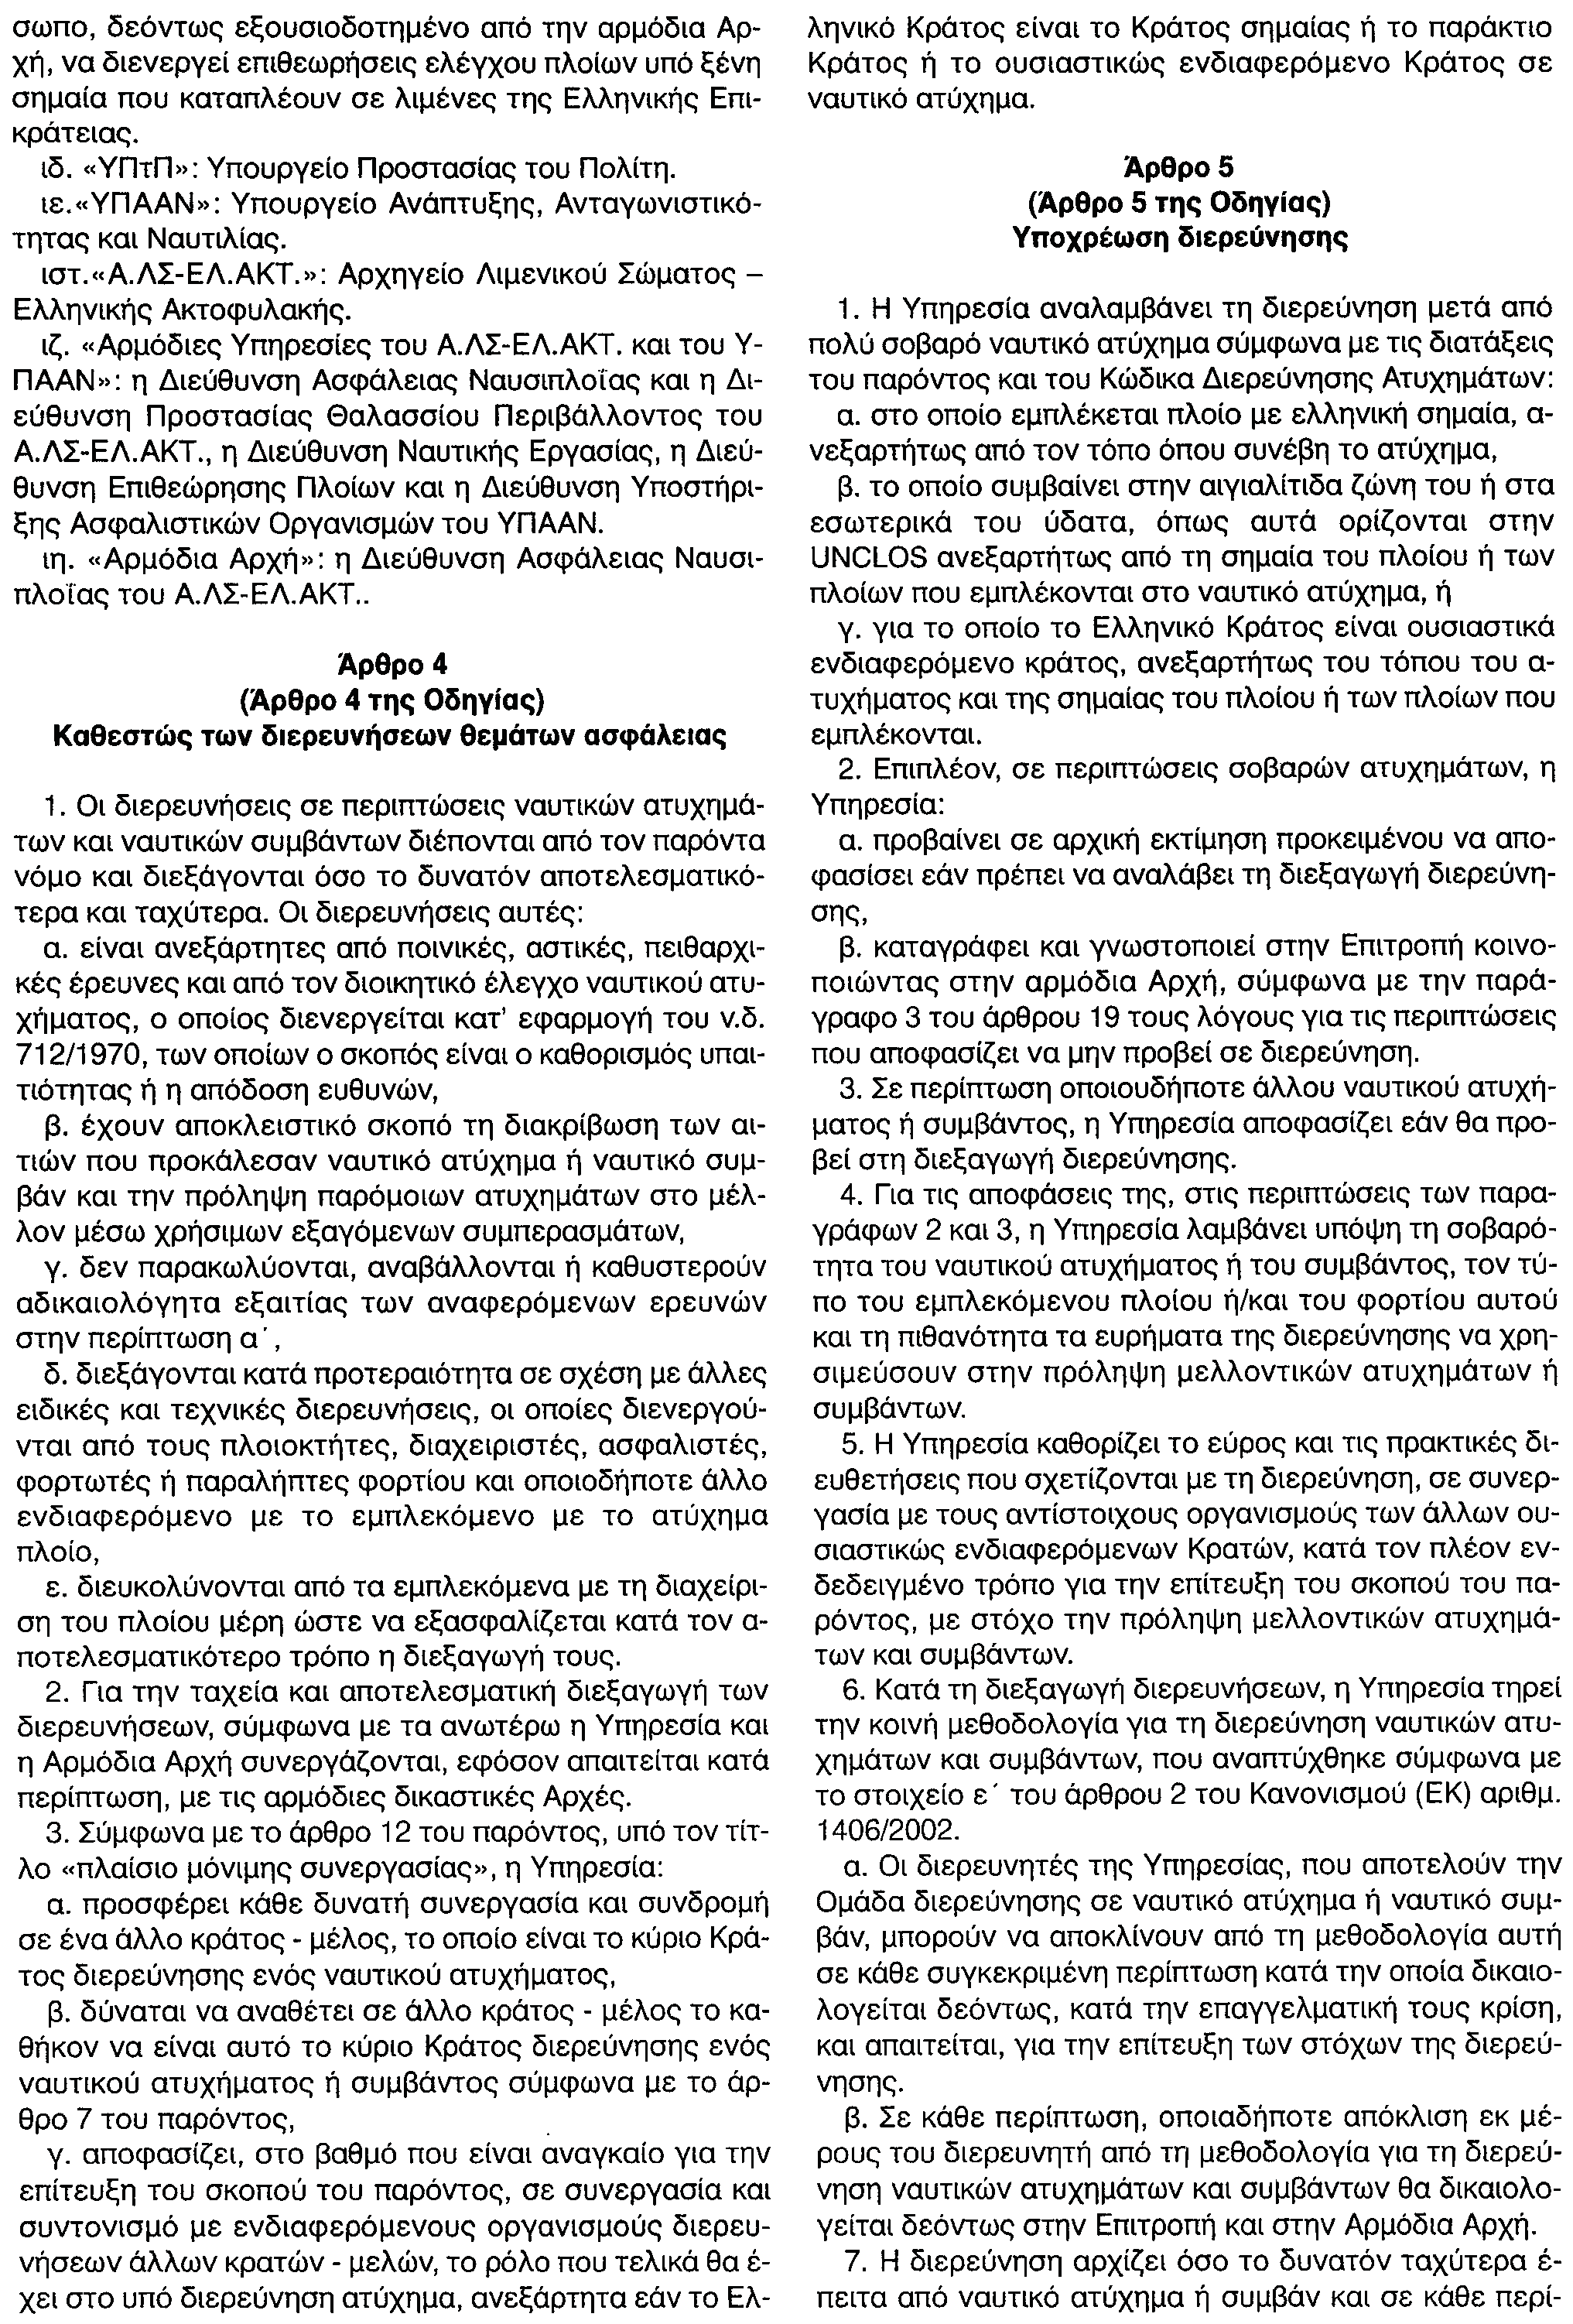 σωπο, δεόντως εξουσιοδοτημένο από την αρμόδια Αρ-
χή, να διενεργεί επιθεωρήσεις ελέγχου πλοίων υπό ξένη
σημαία που καταπλέουν σε λιμένες της Ελληνικής Επι-
κράτειας.
ιδ. «ΥΠτΠ»: Υπουργείο Προστασίας του Πολίτη.
ιε.«ΥΠΑΑΝ»: Υπουργείο Ανάπτυξης, Ανταγωνιστικό-
τητας και Ναυτιλίας.
ιστ.«Α.ΛΣ-ΕΛ.ΑΚΤ.»: Αρχηγείο Λιμενικού Σώματος –
Ελληνικής Ακτοφυλακής.
ιζ. «Αρμόδιες Υπηρεσίες του Α.ΛΣ-ΕΛ.ΑΚΤ. και του Υ-
ΠΑΑΝ»: η Διεύθυνση Ασφάλειας Ναυσιπλοΐας και η Δι-
εύθυνση Προστασίας Θαλασσίου Περιβάλλοντος του
Α.ΛΣ-ΕΛ.ΑΚΤ., η Διεύθυνση Ναυτικής Εργασίας, η Διεύ-
θυνση Επιθεώρησης Πλοίων και η Διεύθυνση Υποστήρι-
ξης Ασφαλιστικών Οργανισμών του ΥΠΑΑΝ.
ιη. «Αρμόδια Αρχή»: η Διεύθυνση Ασφάλειας Ναυσι-
πλοΐας του Α.ΛΣ-ΕΛ.ΑΚΤ..
Άρθρο 4
(Άρθρο 4 της Οδηγίας)
Καθεστώς των διερευνήσεων θεμάτων ασφάλειας
1. Οι διερευνήσεις σε περιπτώσεις ναυτικών ατυχημά-
των και ναυτικών συμβάντων διέπονται από τον παρόντα
νόμο και διεξάγονται όσο το δυνατόν αποτελεσματικό-
τερα και ταχύτερα. Οι διερευνήσεις αυτές:
α. είναι ανεξάρτητες από ποινικές, αστικές, πειθαρχι-
κές έρευνες και από τον διοικητικό έλεγχο ναυτικού ατυ-
χήματος, ο οποίος διενεργείται κατ’ εφαρμογή του ν.δ.
712/1970, των οποίων ο σκοπός είναι ο καθορισμός υπαι-
τιότητας ή η απόδοση ευθυνών,
β. έχουν αποκλειστικό σκοπό τη διακρίβωση των αι-
τιών που προκάλεσαν ναυτικό ατύχημα ή ναυτικό συμ-
βάν και την πρόληψη παρόμοιων ατυχημάτων στο μέλ-
λον μέσω χρήσιμων εξαγόμενων συμπερασμάτων,
γ. δεν παρακωλύονται, αναβάλλονται ή καθυστερούν
αδικαιολόγητα εξαιτίας των αναφερόμενων ερευνών
στην περίπτωση α΄,
δ. διεξάγονται κατά προτεραιότητα σε σχέση με άλλες
ειδικές και τεχνικές διερευνήσεις, οι οποίες διενεργού-
νται από τους πλοιοκτήτες, διαχειριστές, ασφαλιστές,
φορτωτές ή παραλήπτες φορτίου και οποιοδήποτε άλλο
ενδιαφερόμενο με το εμπλεκόμενο με το ατύχημα
πλοίο,
ε. διευκολύνονται από τα εμπλεκόμενα με τη διαχείρι-
ση του πλοίου μέρη ώστε να εξασφαλίζεται κατά τον α-
ποτελεσματικότερο τρόπο η διεξαγωγή τους.
2. Για την ταχεία και αποτελεσματική διεξαγωγή των
διερευνήσεων, σύμφωνα με τα ανωτέρω η Υπηρεσία και
η Αρμόδια Αρχή συνεργάζονται, εφόσον απαιτείται κατά
περίπτωση, με τις αρμόδιες δικαστικές Αρχές.
3. Σύμφωνα με το άρθρο 12 του παρόντος, υπό τον τίτ-
λο «πλαίσιο μόνιμης συνεργασίας», η Υπηρεσία:
α. προσφέρει κάθε δυνατή συνεργασία και συνδρομή
σε ένα άλλο κράτος - μέλος, το οποίο είναι το κύριο Κρά-
τος διερεύνησης ενός ναυτικού ατυχήματος,
β. δύναται να αναθέτει σε άλλο κράτος - μέλος το κα-
θήκον να είναι αυτό το κύριο Κράτος διερεύνησης ενός
ναυτικού ατυχήματος ή συμβάντος σύμφωνα με το άρ-
θρο 7 του παρόντος,
γ. αποφασίζει, στο βαθμό που είναι αναγκαίο για την
επίτευξη του σκοπού του παρόντος, σε συνεργασία και
συντονισμό με ενδιαφερόμενους οργανισμούς διερευ-
νήσεων άλλων κρατών - μελών, το ρόλο που τελικά θα έ-
χει στο υπό διερεύνηση ατύχημα, ανεξάρτητα εάν το Ελ-
ληνικό Κράτος είναι το Κράτος σημαίας ή το παράκτιο
Κράτος ή το ουσιαστικώς ενδιαφερόμενο Κράτος σε
ναυτικό ατύχημα.
Άρθρο 5
(Άρθρο 5 της Οδηγίας)
Υποχρέωση διερεύνησης
1. Η Υπηρεσία αναλαμβάνει τη διερεύνηση μετά από
πολύ σοβαρό ναυτικό ατύχημα σύμφωνα με τις διατάξεις
του παρόντος και του Κώδικα Διερεύνησης Ατυχημάτων:
α. στο οποίο εμπλέκεται πλοίο με ελληνική σημαία, α-
νεξαρτήτως από τον τόπο όπου συνέβη το ατύχημα,
β. το οποίο συμβαίνει στην αιγιαλίτιδα ζώνη του ή στα
εσωτερικά του ύδατα, όπως αυτά ορίζονται στην
UNCLOS ανεξαρτήτως από τη σημαία του πλοίου ή των
πλοίων που εμπλέκονται στο ναυτικό ατύχημα, ή
γ. για το οποίο το Ελληνικό Κράτος είναι ουσιαστικά
ενδιαφερόμενο κράτος, ανεξαρτήτως του τόπου του α-
τυχήματος και της σημαίας του πλοίου ή των πλοίων που
εμπλέκονται.
2. Επιπλέον, σε περιπτώσεις σοβαρών ατυχημάτων, η
Υπηρεσία:
α. προβαίνει σε αρχική εκτίμηση προκειμένου να απο-
φασίσει εάν πρέπει να αναλάβει τη διεξαγωγή διερεύνη-
σης,
β. καταγράφει και γνωστοποιεί στην Επιτροπή κοινο-
ποιώντας στην αρμόδια Αρχή, σύμφωνα με την παρά-
γραφο 3 του άρθρου 19 τους λόγους για τις περιπτώσεις
που αποφασίζει να μην προβεί σε διερεύνηση.
3. Σε περίπτωση οποιουδήποτε άλλου ναυτικού ατυχή-
ματος ή συμβάντος, η Υπηρεσία αποφασίζει εάν θα προ-
βεί στη διεξαγωγή διερεύνησης.
4. Για τις αποφάσεις της, στις περιπτώσεις των παρα-
γράφων 2 και 3, η Υπηρεσία λαμβάνει υπόψη τη σοβαρό-
τητα του ναυτικού ατυχήματος ή του συμβάντος, τον τύ-
πο του εμπλεκόμενου πλοίου ή/και του φορτίου αυτού
και τη πιθανότητα τα ευρήματα της διερεύνησης να χρη-
σιμεύσουν στην πρόληψη μελλοντικών ατυχημάτων ή
συμβάντων.
5. Η Υπηρεσία καθορίζει το εύρος και τις πρακτικές δι-
ευθετήσεις που σχετίζονται με τη διερεύνηση, σε συνερ-
γασία με τους αντίστοιχους οργανισμούς των άλλων ου-
σιαστικώς ενδιαφερόμενων Κρατών, κατά τον πλέον εν-
δεδειγμένο τρόπο για την επίτευξη του σκοπού του πα-
ρόντος, με στόχο την πρόληψη μελλοντικών ατυχημά-
των και συμβάντων.
6. Κατά τη διεξαγωγή διερευνήσεων, η Υπηρεσία τηρεί
την κοινή μεθοδολογία για τη διερεύνηση ναυτικών ατυ-
χημάτων και συμβάντων, που αναπτύχθηκε σύμφωνα με
το στοιχείο ε΄ του άρθρου 2 του Κανονισμού (ΕΚ) αριθμ.
1406/2002.
α. Οι διερευνητές της Υπηρεσίας, που αποτελούν την
Ομάδα διερεύνησης σε ναυτικό ατύχημα ή ναυτικό συμ-
βάν, μπορούν να αποκλίνουν από τη μεθοδολογία αυτή
σε κάθε συγκεκριμένη περίπτωση κατά την οποία δικαιο-
λογείται δεόντως, κατά την επαγγελματική τους κρίση,
και απαιτείται, για την επίτευξη των στόχων της διερεύ-
νησης.
β. Σε κάθε περίπτωση, οποιαδήποτε απόκλιση εκ μέ-
ρους του διερευνητή από τη μεθοδολογία για τη διερεύ-
νηση ναυτικών ατυχημάτων και συμβάντων θα δικαιολο-
γείται δεόντως στην Επιτροπή και στην Αρμόδια Αρχή.
7. Η διερεύνηση αρχίζει όσο το δυνατόν ταχύτερα έ-
πειτα από ναυτικό ατύχημα ή συμβάν και σε κάθε περί-